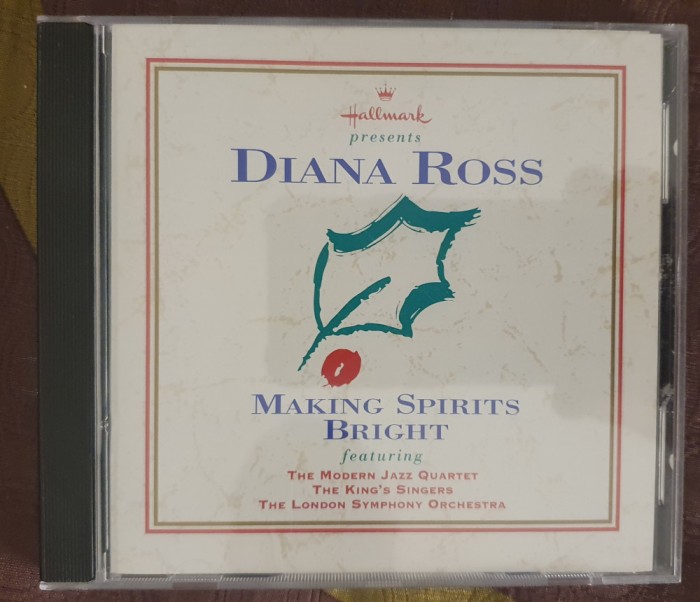 Hallmark
presents
DIANA ROSS
MAKING SPIRITS
BRIGHT
featuring
THE MODERN JAZZ QUARTET
THE KING'S SINGERS
THE LONDON SYMPHONY ORCHESTRA